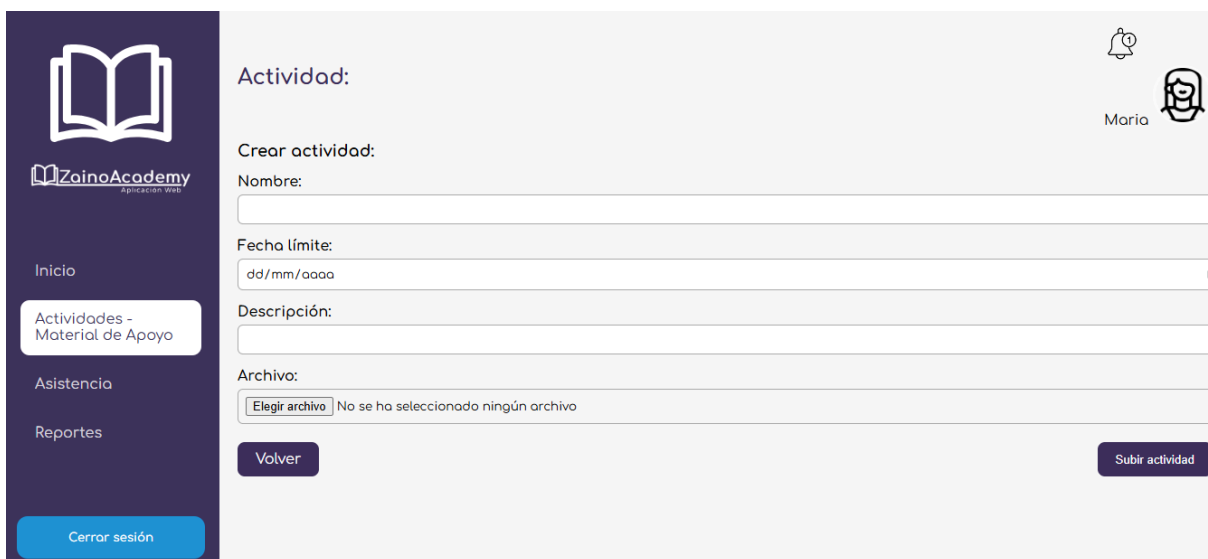 ZainoAcademy
Aplicación Web
Inicio
Actividades -
Material de Apoyo
Asistencia
Reportes
Cerrar sesión
1
Maria
Actividad:
Crear actividad:
Nombre:
Fecha límite:
dd/mm/aaaa
Descripción:
Archivo:
Elegir archivo No se ha seleccionado ningún archivo
Volver
Subir actividad